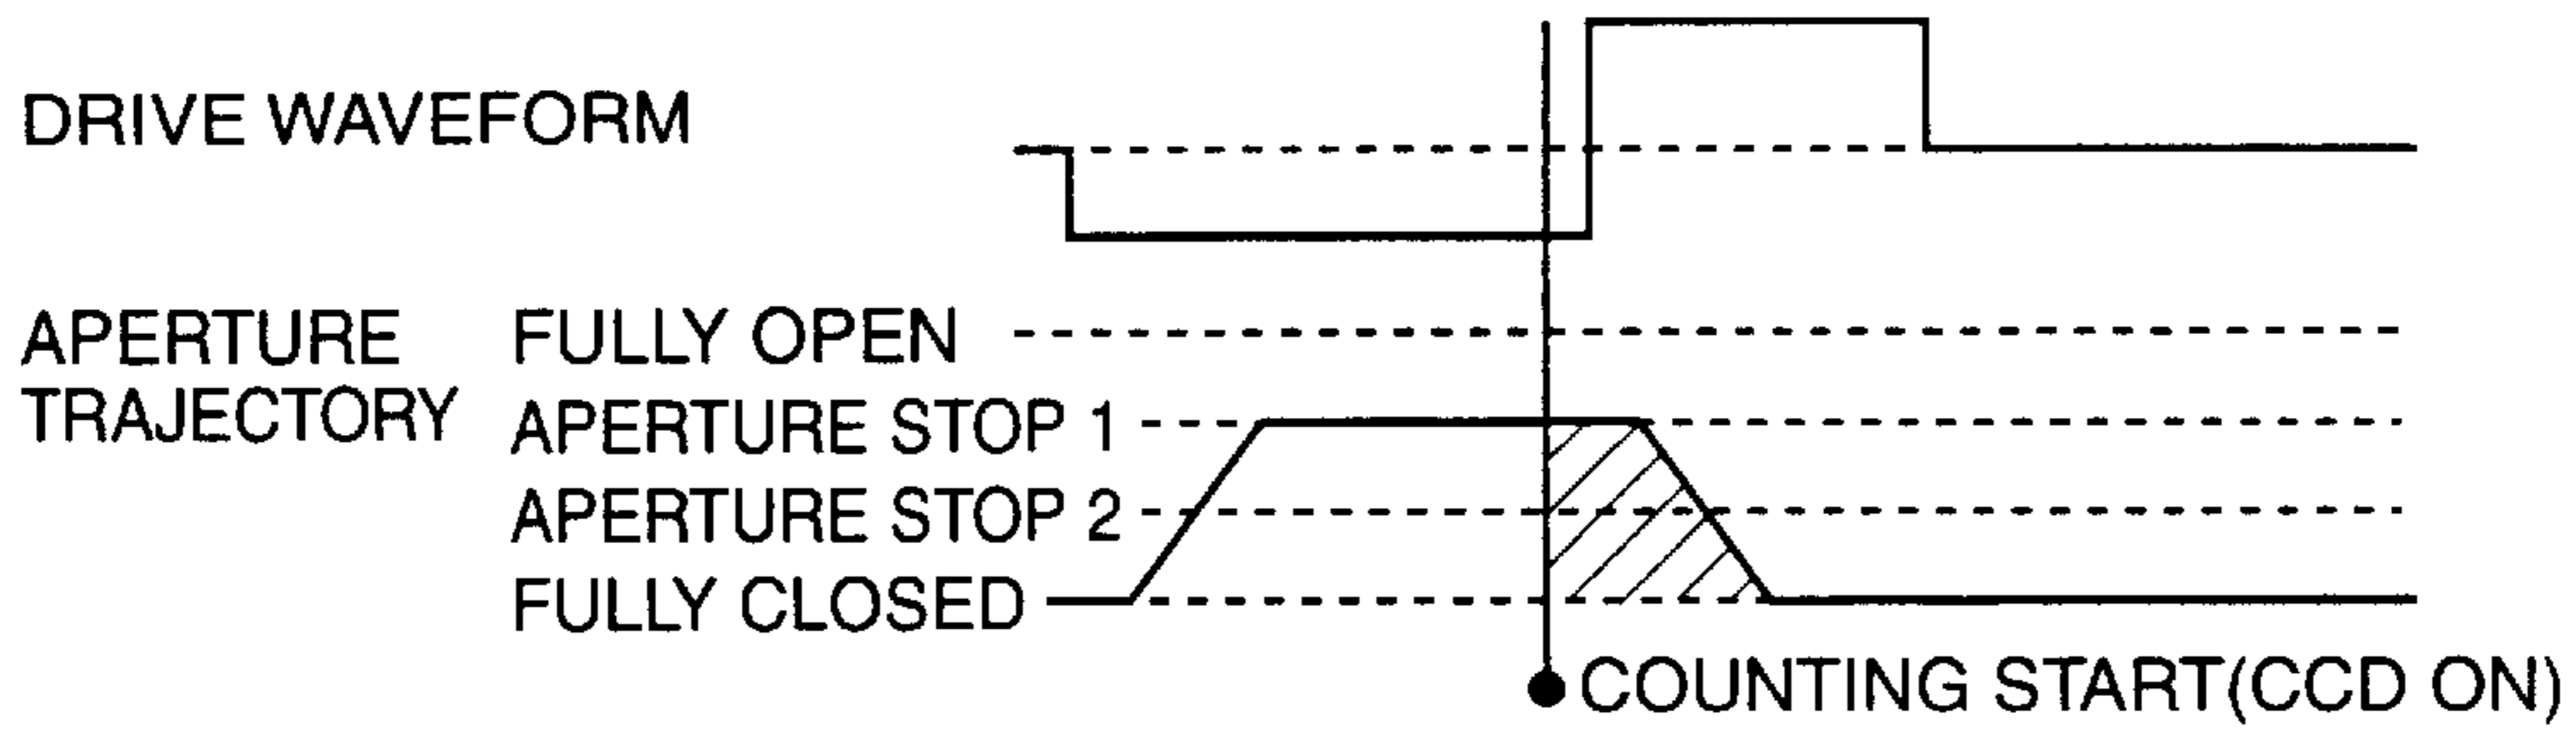 DRIVE WAVEFORM
APERTURE TRAJECTORY
FULLY OPEN
APERTURE STOP 1
APERTURE STOP 2
FULLY CLOSED
COUNTING START(CCD ON)